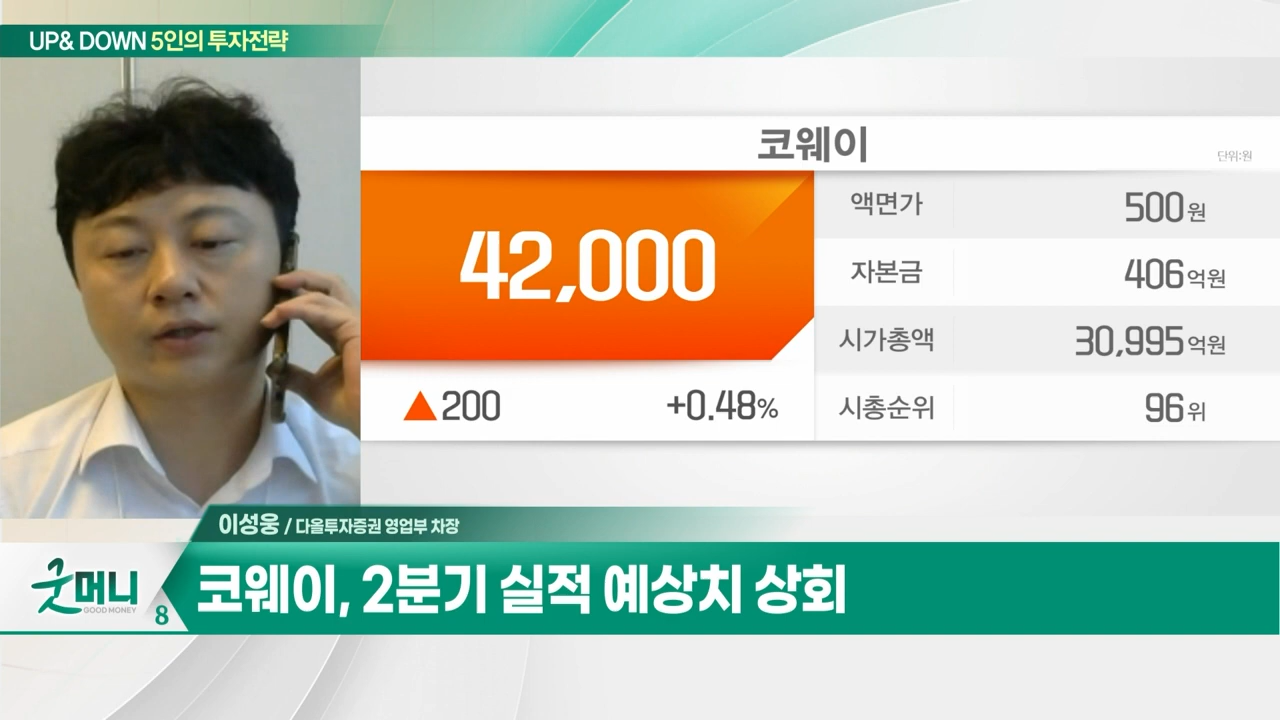 UP& DOWN 5인의 투자전략
코웨이
단위:원
42,000
▲200 +0.48%
액면가 500원
자본금 406억원
시가총액 30,995억원
시총순위 96위
이성웅 / 다올투자증권 영업부 차장
굿머니
GOOD MONEY
8
코웨이, 2분기 실적 예상치 상회